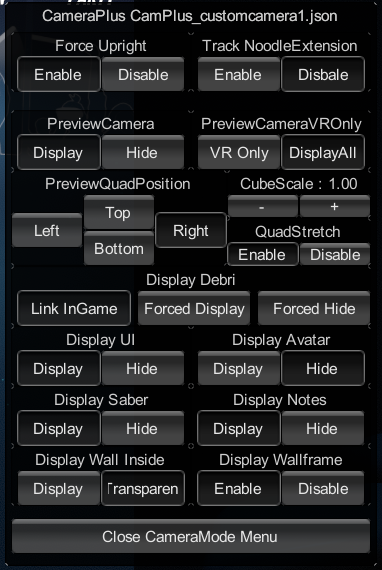 CameraPlus CamPlus_customcamera1.json
Force Upright Track NoodleExtension
Enable Disable Enable Disbale
PreviewCamera PreviewCameraVROnly
Display Hide VR Only DisplayAll
PreviewQuadPosition CubeScale : 1.00
Left Top Bottom Right - +
QuadStretch
Enable Disable
Display Debri
Link InGame Forced Display Forced Hide
Display UI Display Avatar
Display Hide Display Hide
Display Saber Display Notes
Display Hide Display Hide
Display Wall Inside Display Wallframe
Display Transparen Enable Disable
Close CameraMode Menu